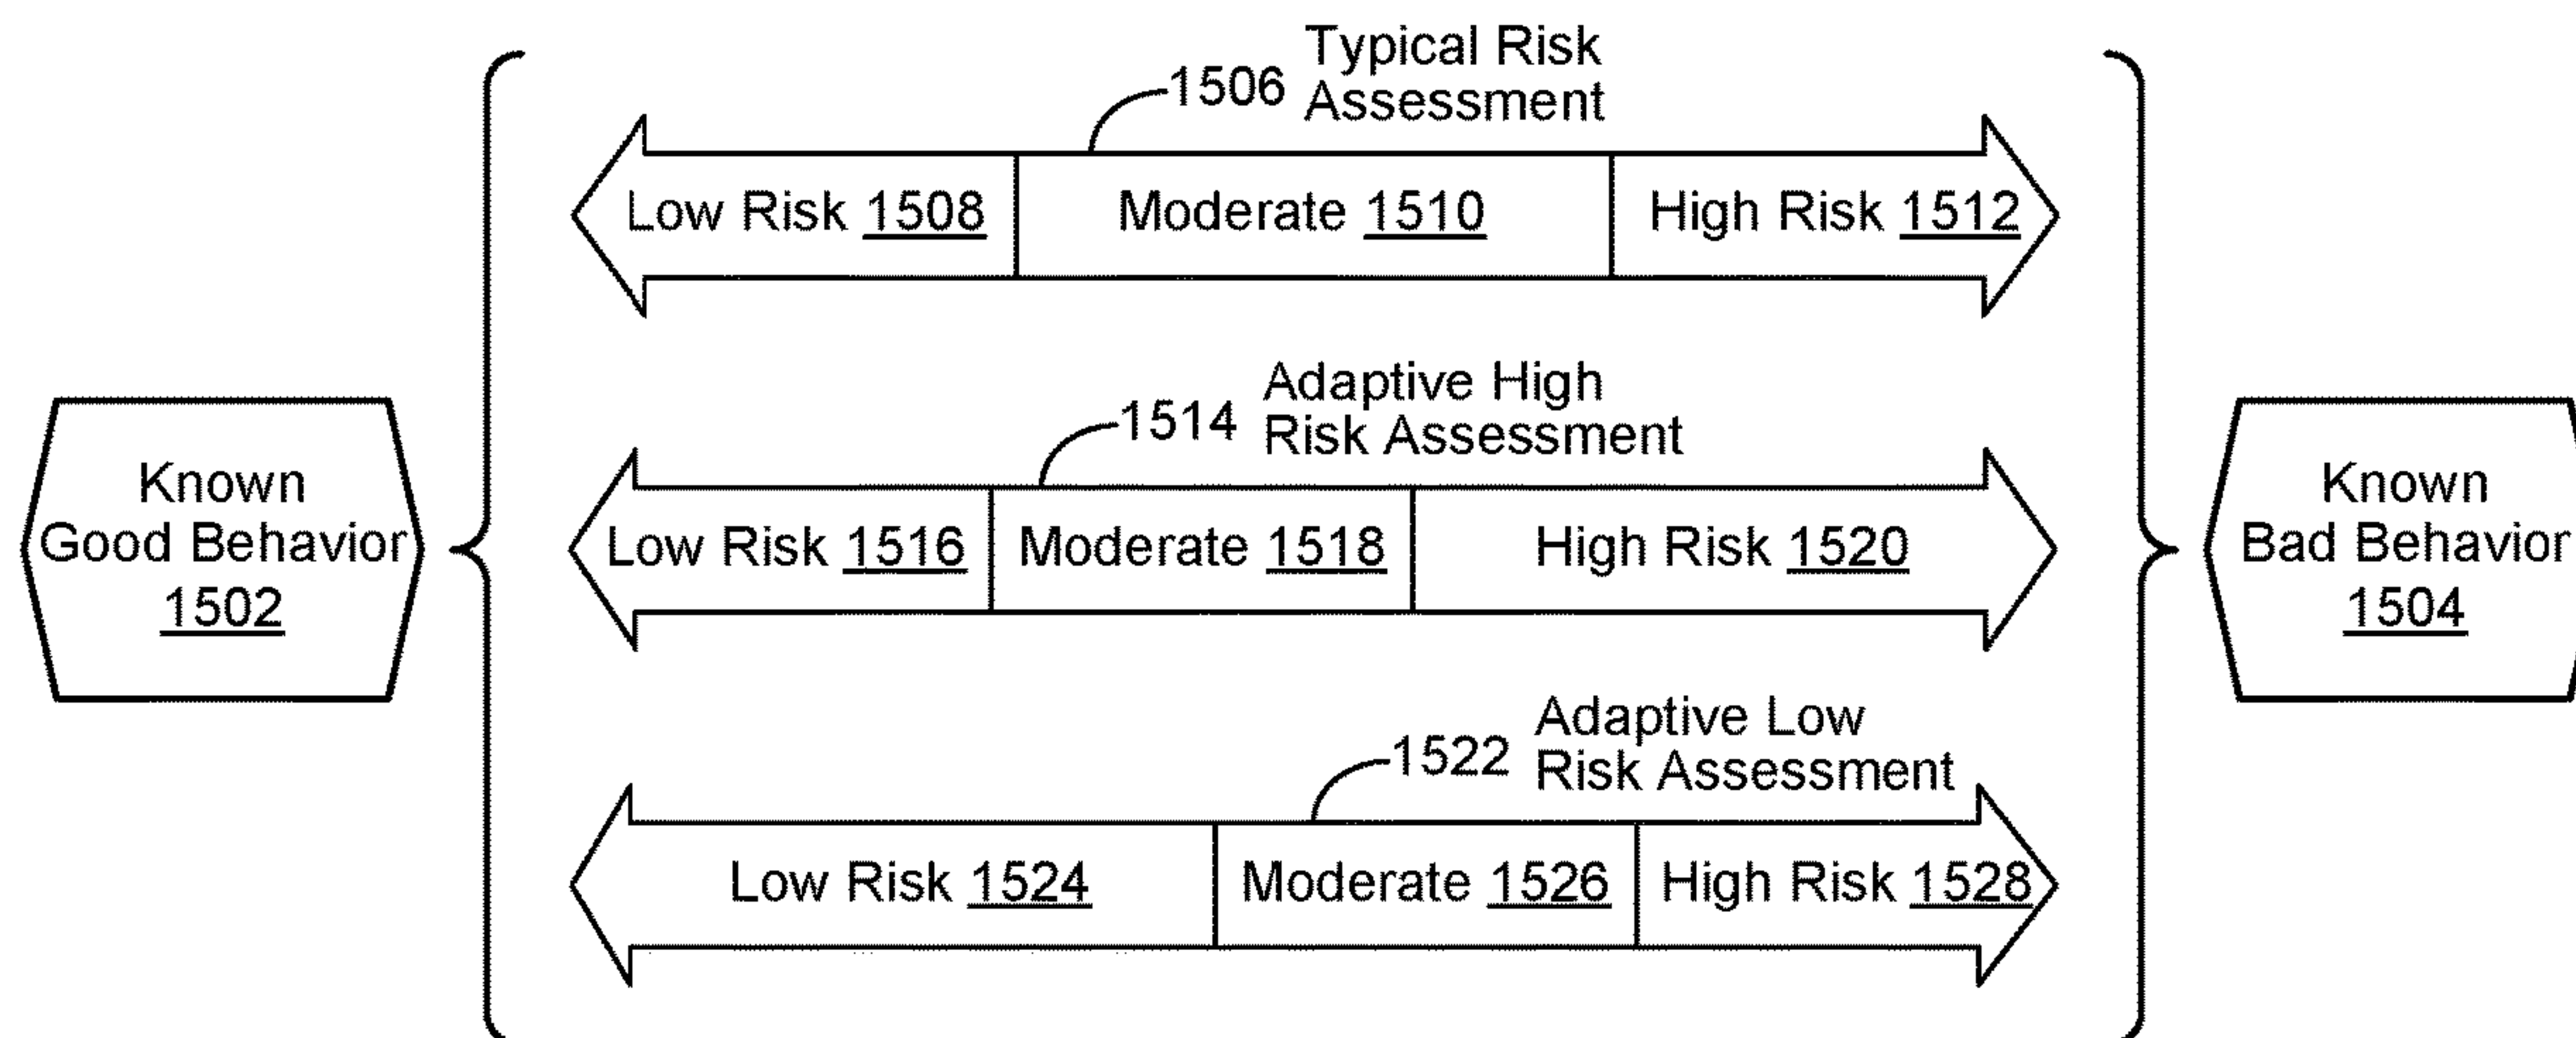 1506 Typical Risk
Assessment
Low Risk 1508 Moderate 1510 High Risk 1512
1514 Adaptive High
Risk Assessment
Known
Good Behavior
1502
Low Risk 1516 Moderate 1518 High Risk 1520
Known
Bad Behavior
1504
1522 Adaptive Low
Risk Assessment
Low Risk 1524 Moderate 1526 High Risk 1528